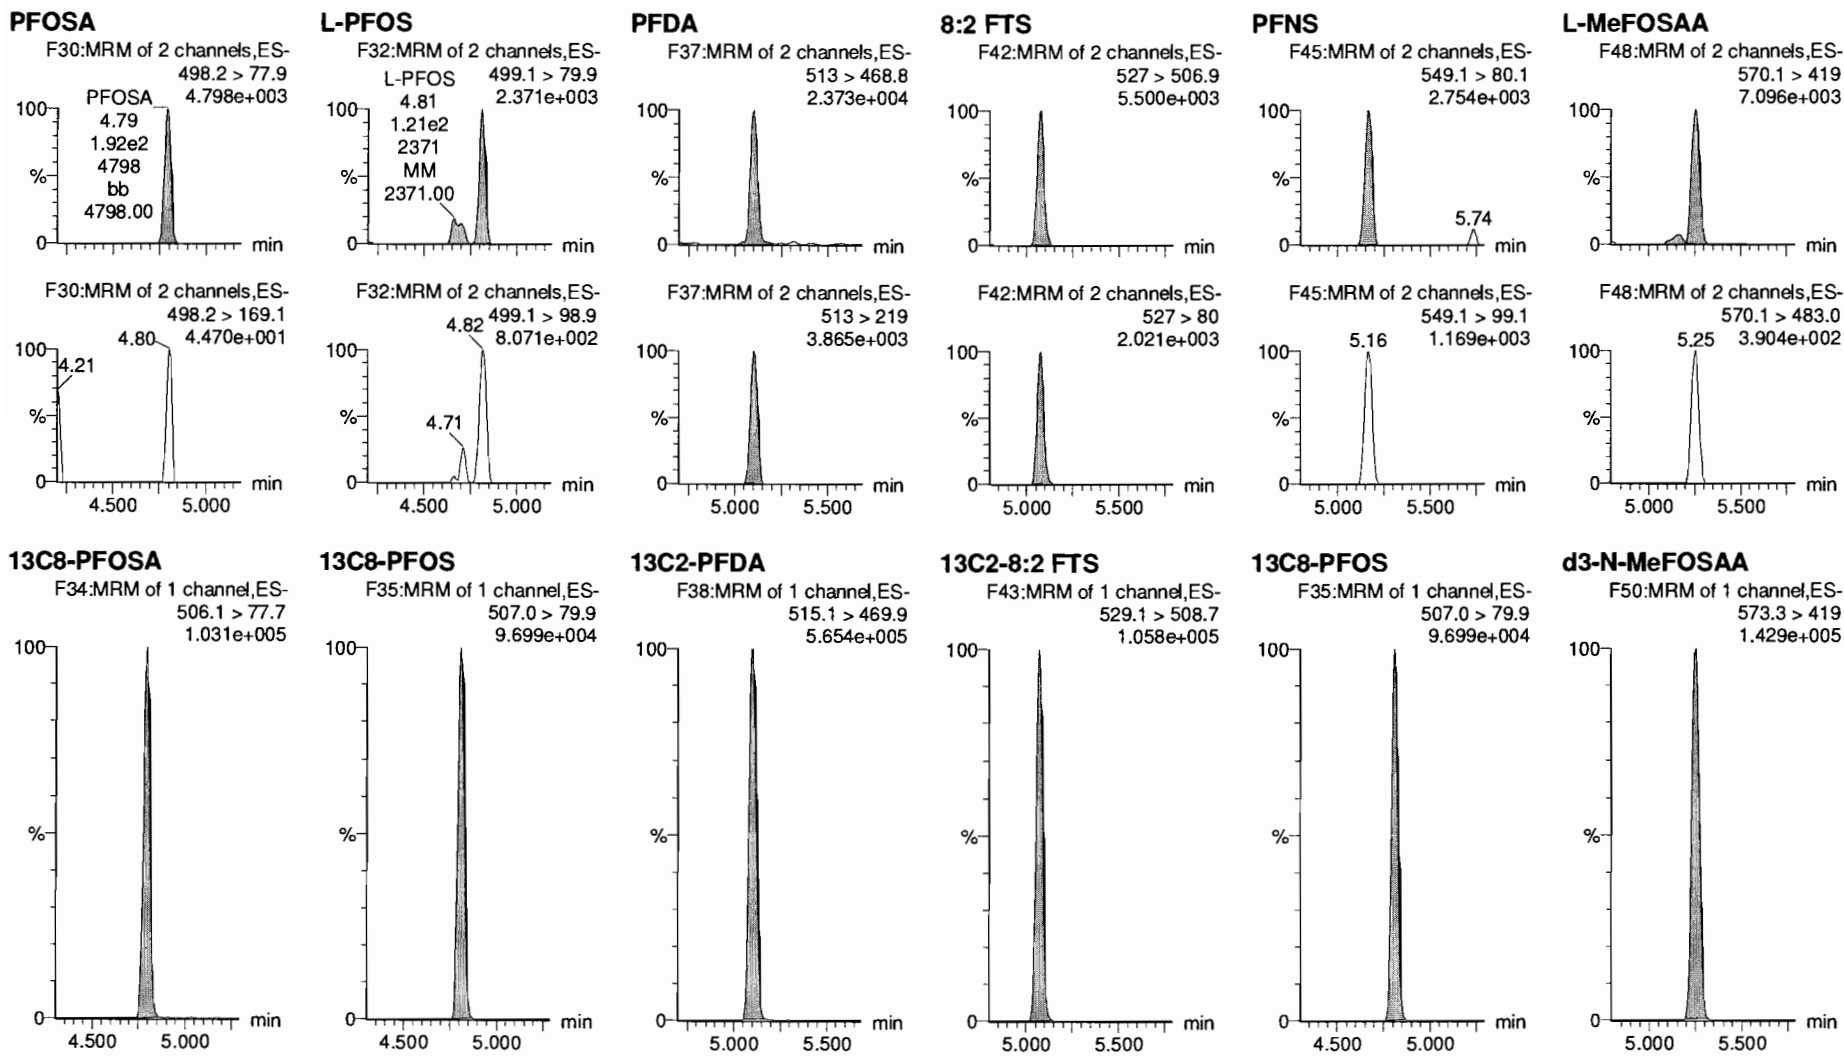 PFOSA
F30:MRM of 2 channels,ES-
498.2 > 77.9
4.798e+003
100
PFOSA
4.79
1.92e2
4798
bb
4798.00
%
0
min
F30:MRM of 2 channels,ES-
498.2 > 169.1
4.470e+001
100
4.80
4.21
%
0
min
4.500 5.000
L-PFOS
F32:MRM of 2 channels,ES-
499.1 > 79.9
2.371e+003
100
L-PFOS
4.81
1.21e2
2371
MM
2371.00
%
0
min
F32:MRM of 2 channels,ES-
499.1 > 98.9
8.071e+002
100
4.82
4.71
%
0
min
4.500 5.000
PFDA
F37:MRM of 2 channels,ES-
513 > 468.8
2.373e+004
100
%
0
min
F37:MRM of 2 channels,ES-
513 > 219
3.865e+003
100
%
0
min
5.000 5.500
8:2 FTS
F42:MRM of 2 channels,ES-
527 > 506.9
5.500e+003
100
%
0
min
F42:MRM of 2 channels,ES-
527 > 80
2.021e+003
100
%
0
min
5.000 5.500
PFNS
F45:MRM of 2 channels,ES-
549.1 > 80.1
2.754e+003
100
%
5.74
0
min
F45:MRM of 2 channels,ES-
549.1 > 99.1
1.169e+003
5.16
100
%
0
min
5.000 5.500
L-MeFOSAA
F48:MRM of 2 channels,ES-
570.1 > 419
7.096e+003
100
%
0
min
F48:MRM of 2 channels,ES-
570.1 > 483.0
5.25 3.904e+002
100
%
0
min
5.000 5.500
13C8-PFOSA
F34:MRM of 1 channel,ES-
506.1 > 77.7
1.031e+005
100
%
0
min
4.500 5.000
13C8-PFOS
F35:MRM of 1 channel,ES-
507.0 > 79.9
9.699e+004
100
%
0
min
4.500 5.000
13C2-PFDA
F38:MRM of 1 channel,ES-
515.1 > 469.9
5.654e+005
100
%
0
min
5.000 5.500
13C2-8:2 FTS
F43:MRM of 1 channel,ES-
529.1 > 508.7
1.058e+005
100
%
0
min
5.000 5.500
13C8-PFOS
F35:MRM of 1 channel,ES-
507.0 > 79.9
9.699e+004
100
%
0
min
4.500 5.000
d3-N-MeFOSAA
F50:MRM of 1 channel,ES-
573.3 > 419
1.429e+005
100
%
0
min
5.000 5.500